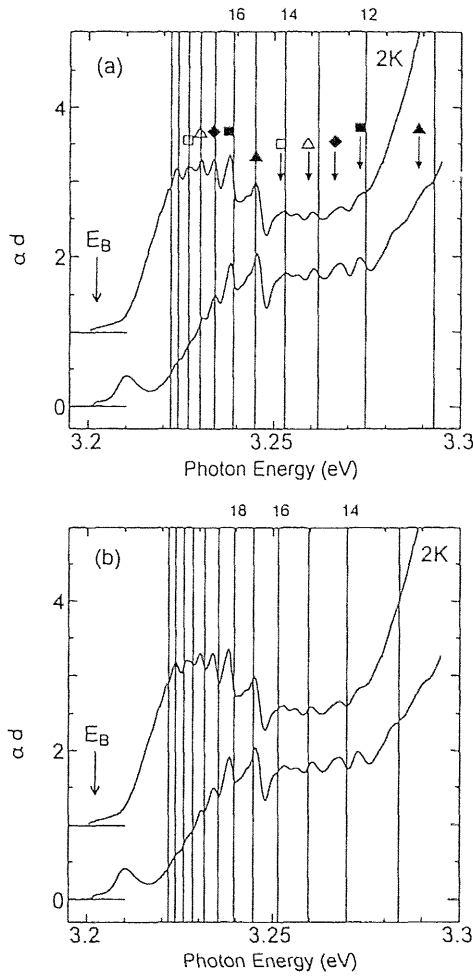 16 14 12
(a)
2K
4
E_B
α d
2
0
3.2 3.25 3.3
Photon Energy (eV)
18 16 14
(b)
2K
4
E_B
α d
2
0
3.2 3.25 3.3
Photon Energy (eV)